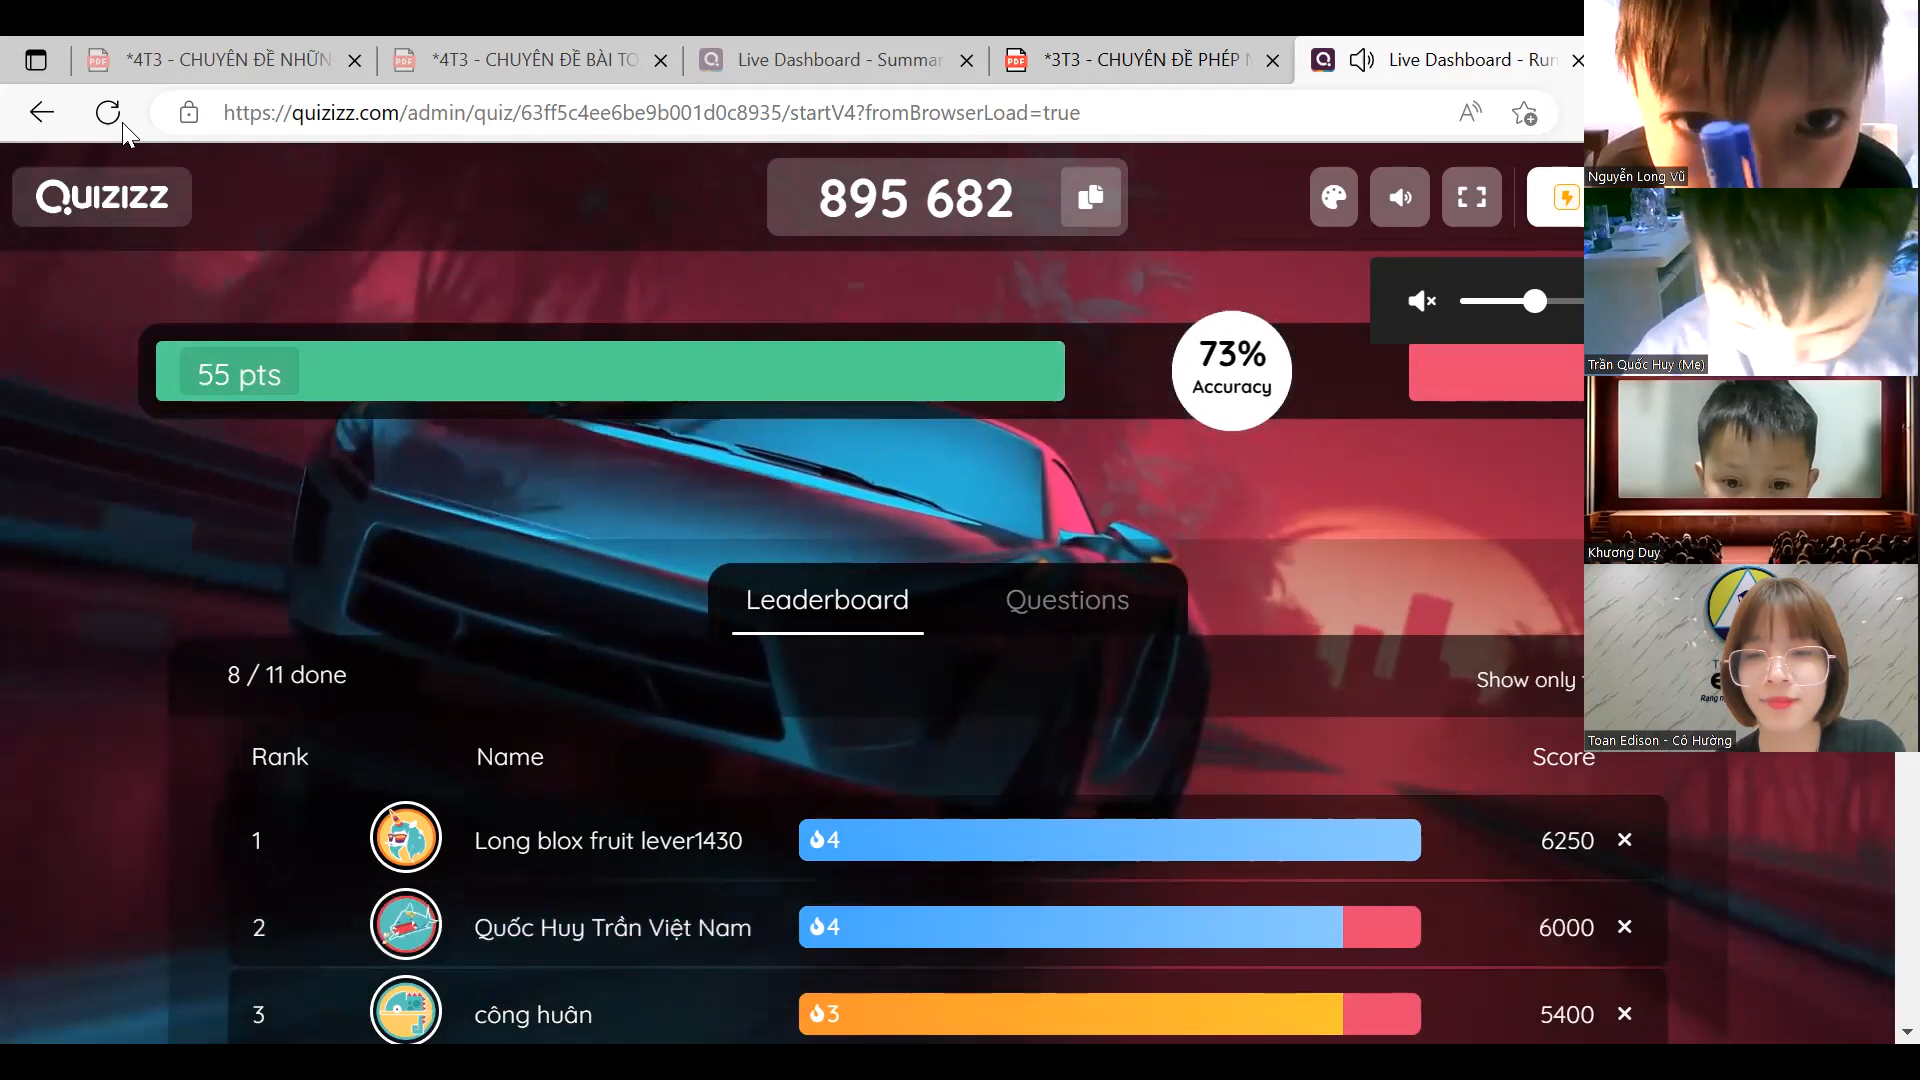 *4T3 - CHUYÊN ĐỀ NHỮN
*4T3 - CHUYÊN ĐỀ BÀI TO
Live Dashboard - Summar
*3T3 - CHUYÊN ĐỀ PHÉP
Live Dashboard - Run
https://quizizz.com/admin/quiz/63ff5c4ee6be9b001d0c8935/startV4?fromBrowserLoad=true
Quizizz
895 682
55 pts
73%
Accuracy
Leaderboard
Questions
8 / 11 done
Show only
Rank
Name
Score
1
Long blox fruit lever1430
4
6250
2
Quốc Huy Trần Việt Nam
4
6000
3
công huân
3
5400
Nguyễn Long Vũ
Trần Quốc Huy (Me)
Khương Duy
Toan Edison - Cô Hường